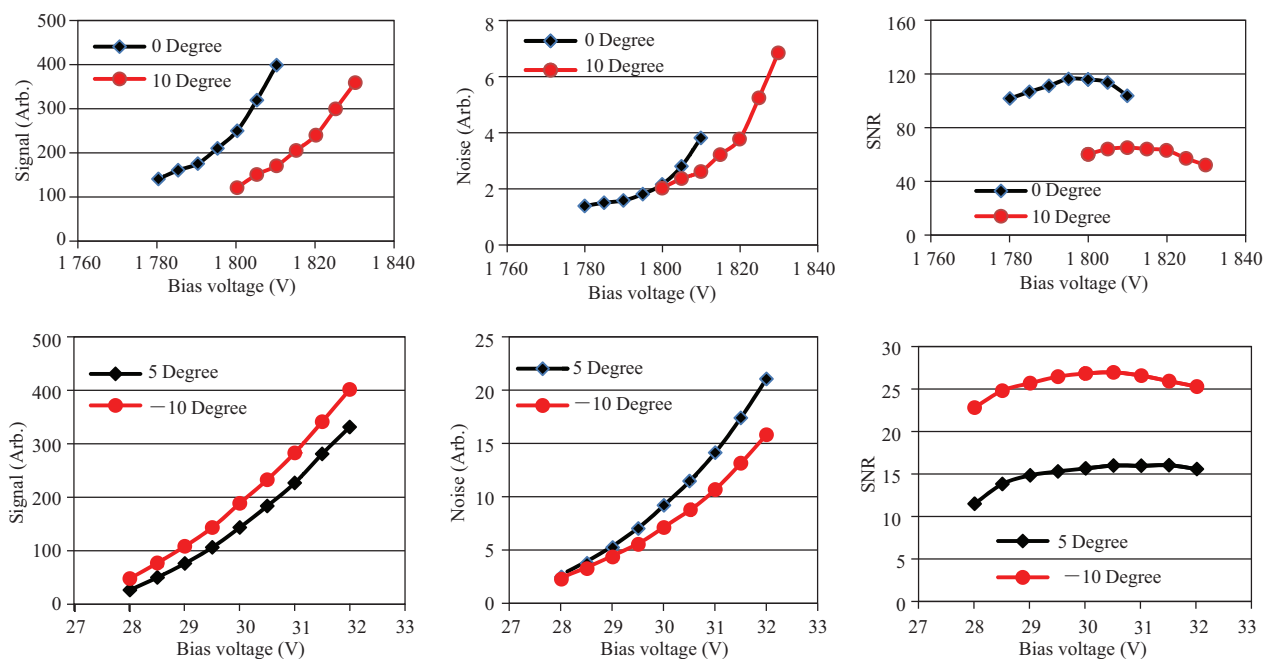 500
400
300
200
100
0
Signal (Arb.)
0 Degree
10 Degree
1 760
1 780
1 800
1 820
1 840
Bias voltage (V)
8
6
4
2
0
Noise (Arb.)
0 Degree
10 Degree
1 760
1 780
1 800
1 820
1 840
Bias voltage (V)
160
120
80
40
0
SNR
0 Degree
10 Degree
1 760
1 780
1 800
1 820
1 840
Bias voltage (V)
500
400
300
200
100
0
Signal (Arb.)
5 Degree
−10 Degree
27
28
29
30
31
32
33
Bias voltage (V)
25
20
15
10
5
0
Noise (Arb.)
5 Degree
−10 Degree
27
28
29
30
31
32
33
Bias voltage (V)
30
25
20
15
10
5
0
SNR
5 Degree
−10 Degree
27
28
29
30
31
32
33
Bias voltage (V)